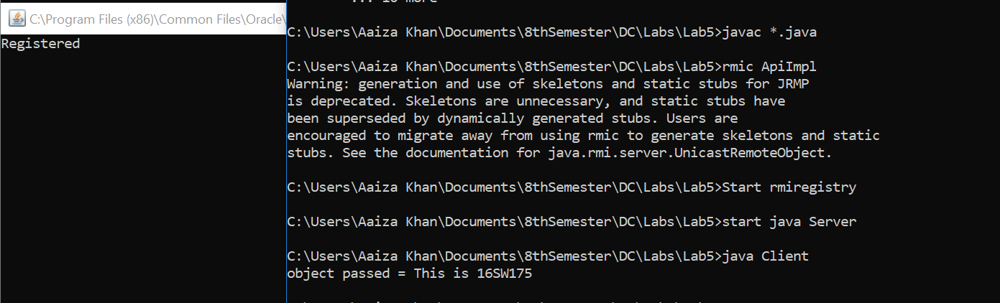 C:\Program Files (x86)\Common Files\Oracle\
Registered
... 10 more
C:\Users\Aaiza Khan\Documents\8thSemester\DC\Labs\Lab5>javac *.java
C:\Users\Aaiza Khan\Documents\8thSemester\DC\Labs\Lab5>rmic ApiImpl
Warning: generation and use of skeletons and static stubs for JRMP
is deprecated. Skeletons are unnecessary, and static stubs have
been superseded by dynamically generated stubs. Users are
encouraged to migrate away from using rmic to generate skeletons and static
stubs. See the documentation for java.rmi.server.UnicastRemoteObject.
C:\Users\Aaiza Khan\Documents\8thSemester\DC\Labs\Lab5>Start rmiregistry
C:\Users\Aaiza Khan\Documents\8thSemester\DC\Labs\Lab5>start java Server
C:\Users\Aaiza Khan\Documents\8thSemester\DC\Labs\Lab5>java Client
object passed = This is 16SW175